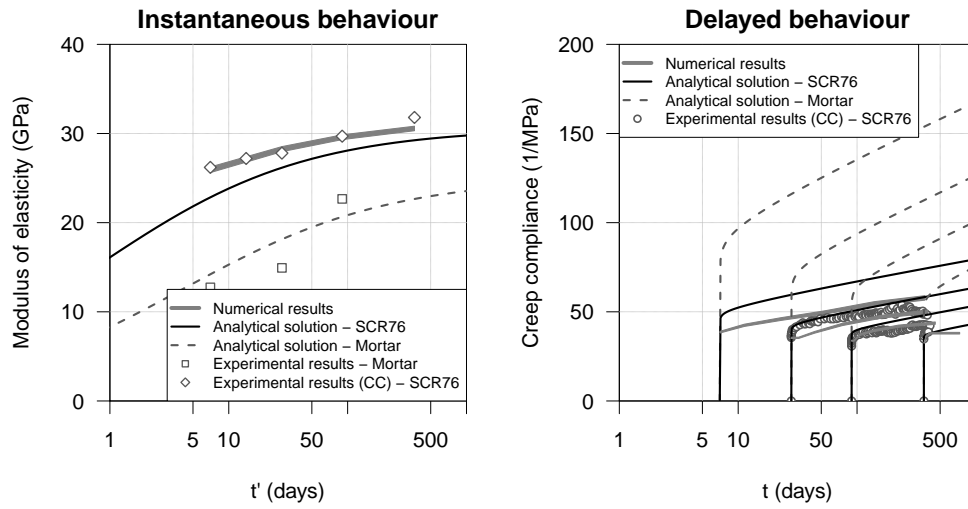 Instantaneous behaviour
Modulus of elasticity (GPa)
40
30
20
10
0
Numerical results
Analytical solution – SCR76
Analytical solution – Mortar
Experimental results – Mortar
Experimental results (CC) – SCR76
1
5
10
50
500
t' (days)
Delayed behaviour
Creep compliance (1/MPa)
200
150
100
50
0
Numerical results
Analytical solution – SCR76
Analytical solution – Mortar
Experimental results (CC) – SCR76
1
5
10
50
500
t (days)